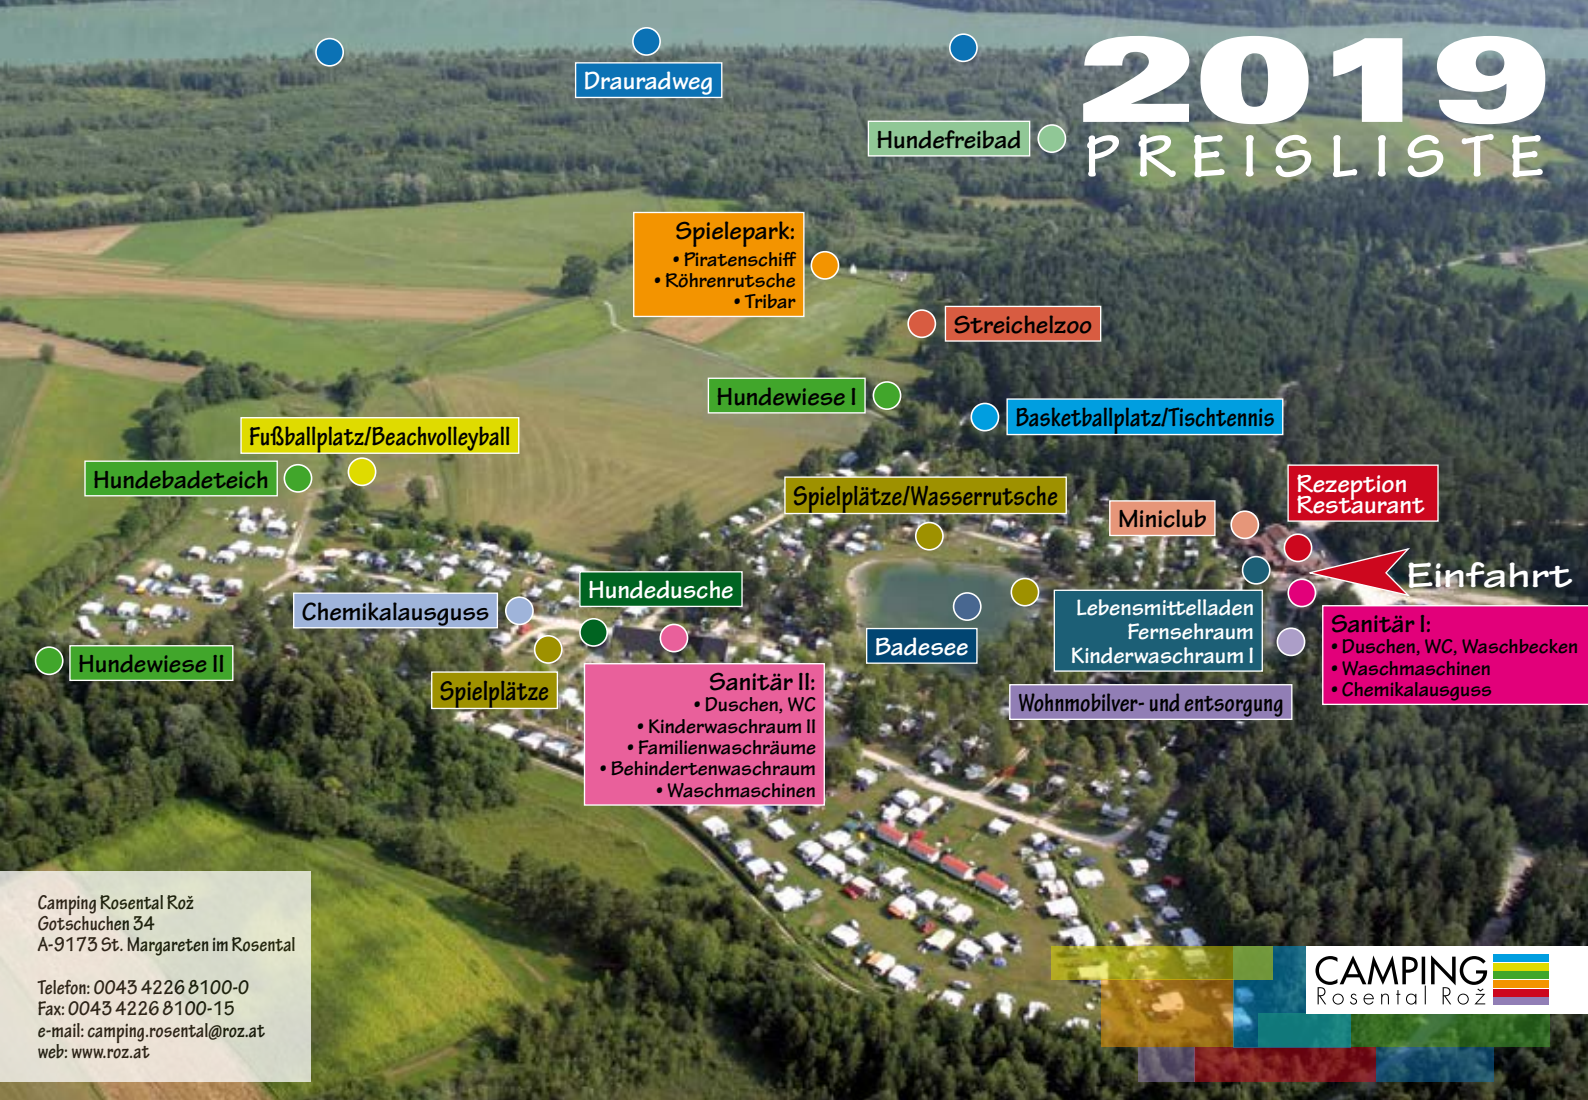 2019
PREISLISTE
Drauradweg
Hundefreibad
Spielepark:
• Piratenschiff
• Röhrenrutsche
• Tribar
Streichelzoo
Hundewiese I
Basketballplatz/Tischtennis
Fußballplatz/Beachvolleyball
Hundebadeteich
Spielplätze/Wasserrutsche
Rezeption
Restaurant
Miniclub
Einfahrt
Hundedusche
Chemikalausguss
Lebensmittelladen
Fernsehraum
Kinderwaschraum I
Badesee
Sanitär I:
• Duschen, WC, Waschbecken
• Waschmaschinen
• Chemikalausguss
Hundewiese II
Spielplätze
Sanitär II:
• Duschen, WC
• Kinderwaschraum II
• Familienwaschräume
• Behindertenwaschraum
• Waschmaschinen
Wohnmobilver- und entsorgung
Camping Rosental Rož
Gotschuchen 34
A-9173 St. Margareten im Rosental
Telefon: 0043 4226 8100-0
Fax: 0043 4226 8100-15
e-mail: camping.rosental@roz.at
web: www.roz.at
CAMPING
Rosental Rož